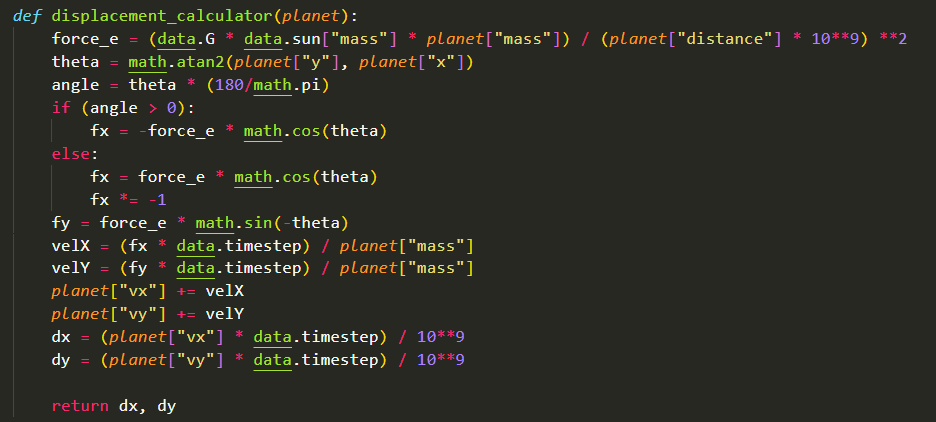 def displacement_calculator(planet):
    force_e = (data.G * data.sun["mass"] * planet["mass"]) / (planet["distance"] * 10**9) **2
    theta = math.atan2(planet["y"], planet["x"])
    angle = theta * (180/math.pi)
    if (angle > 0):
        fx = -force_e * math.cos(theta)
    else:
        fx = force_e * math.cos(theta)
        fx *= -1
    fy = force_e * math.sin(-theta)
    velX = (fx * data.timestep) / planet["mass"]
    velY = (fy * data.timestep) / planet["mass"]
    planet["vx"] += velX
    planet["vy"] += velY
    dx = (planet["vx"] * data.timestep) / 10**9
    dy = (planet["vy"] * data.timestep) / 10**9
    return dx, dy